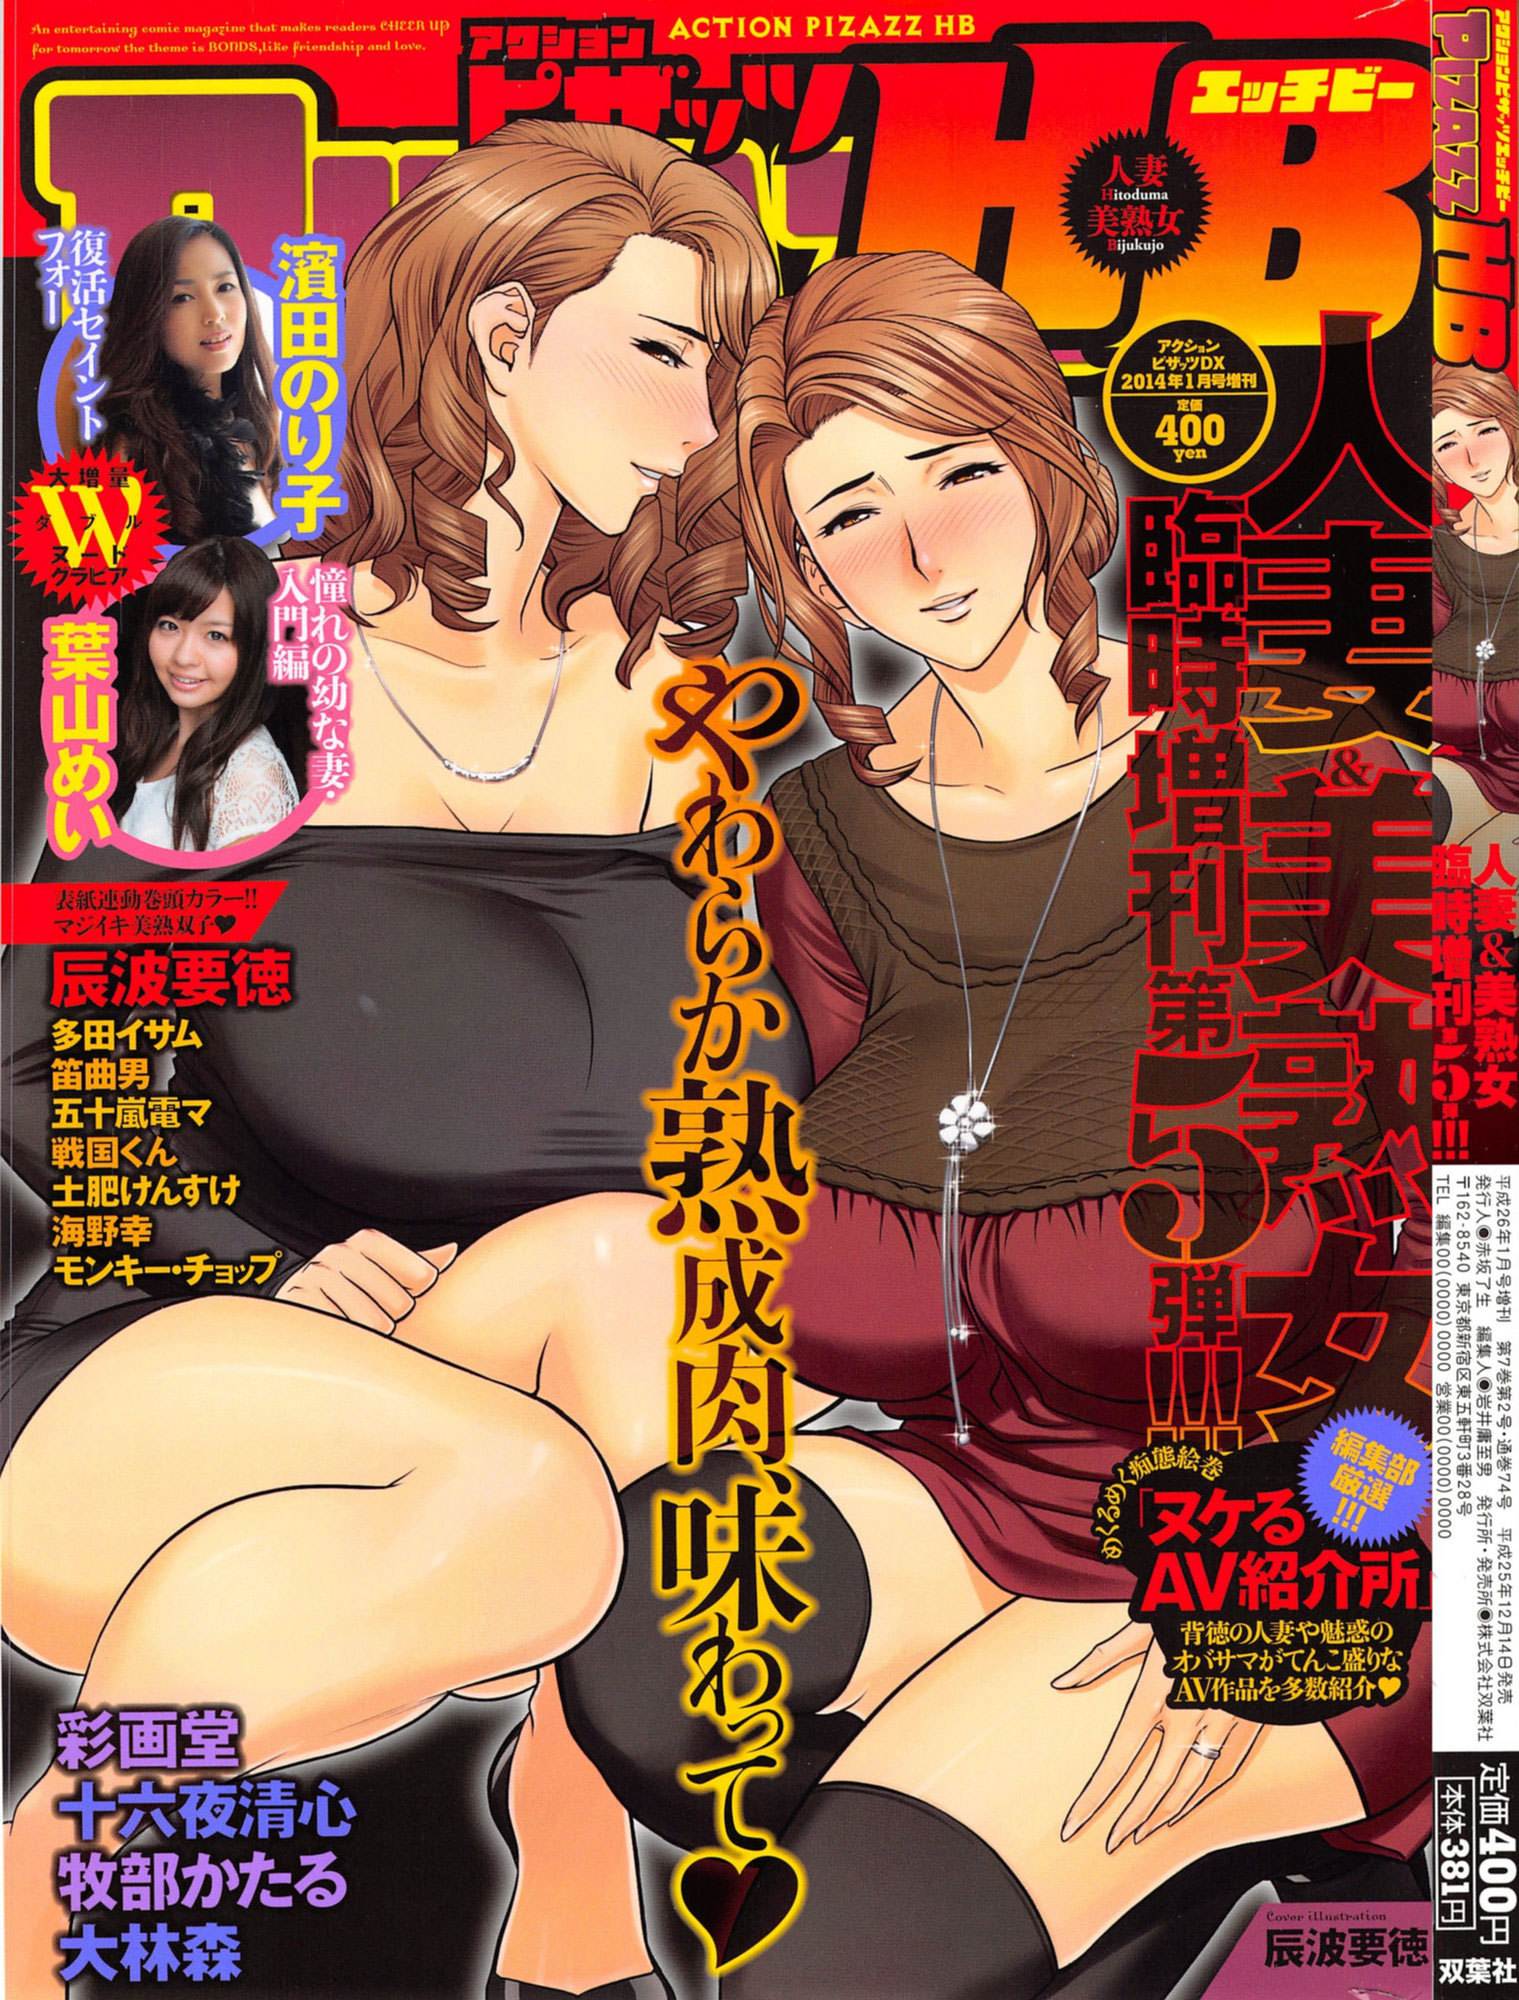 An entertaining comic magazine that makes readers CHEER UP
for tomorrow the theme is BONDS,like friendship and love.
ACTION PIZAZZ HB
アクション
ピザッツ
HB
エッチビー
人妻
Hitoduma
美熟女
Bijukujo
アクション
ピザッツDX
2014年1月号増刊
定価
400
yen
人妻&美熟女
臨時増刊第5弾!!!
復活セイント
フォー
濱田のり子
大増量
W
ダブル
ヌード
グラビア
憧れの幼な妻・
入門編
葉山めい
表紙連動巻頭カラー!!
マジイキ美熟双子♥
辰波要徳
多田イサム
笛曲男
五十嵐電マ
戦国くん
土肥けんすけ
海野幸
モンキー・チョップ
やわらか熟成肉、味わって♥
彩画堂
十六夜清心
牧部かたる
大林森
編集部
厳選!!!
めくるめく痴態絵巻
「ヌケる
AV紹介所」
背徳の人妻や魅惑の
オバサマがてんこ盛りな
AV作品を多数紹介♥
Cover illustration
辰波要徳
アクションピザッツエッチビー
PIZAZZ HB
人妻&美熟女
臨時増刊第5弾!!!
平成26年1月号増刊 第7巻第2号・通巻74号 平成25年12月14日発売
発行人●赤坂了生 編集人●岩井庸至男 発行所・発売所●株式会社双葉社
〒162-8540 東京都新宿区東五軒町3番28号
TEL 編集00(0000)0000 営業00(0000)0000
定価400円
本体381円
双葉社